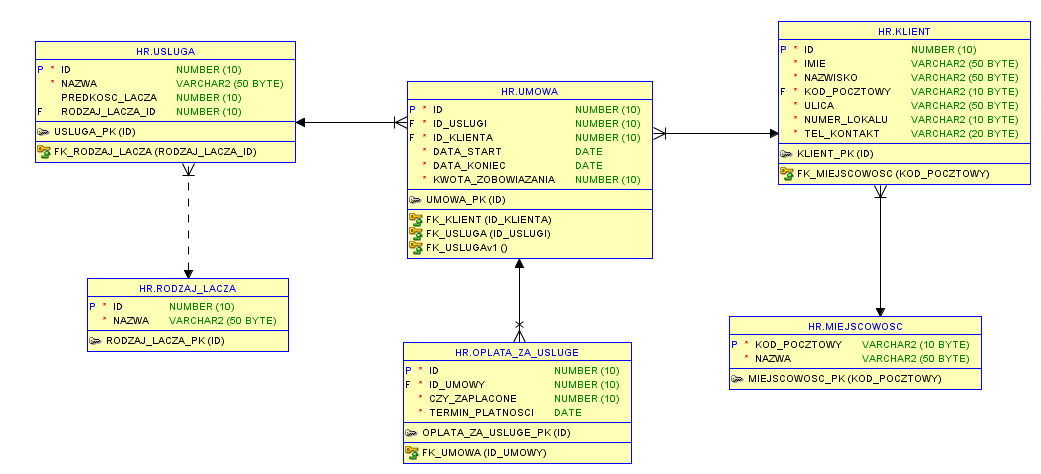 HR.USLUGA
P * ID NUMBER (10)
* NAZWA VARCHAR2 (50 BYTE)
PREDKOSC_LACZA NUMBER (10)
F RODZAJ_LACZA_ID NUMBER (10)
USLUGA_PK (ID)
FK_RODZAJ_LACZA (RODZAJ_LACZA_ID)
HR.UMOWA
P * ID NUMBER (10)
F * ID_USLUGI NUMBER (10)
F * ID_KLIENTA NUMBER (10)
* DATA_START DATE
* DATA_KONIEC DATE
* KWOTA_ZOBOWIAZANIA NUMBER (10)
UMOWA_PK (ID)
FK_KLIENT (ID_KLIENTA)
FK_USLUGA (ID_USLUGI)
FK_USLUGAv1 ()
HR.KLIENT
P * ID NUMBER (10)
* IMIE VARCHAR2 (50 BYTE)
* NAZWISKO VARCHAR2 (50 BYTE)
F * KOD_POCZTOWY VARCHAR2 (10 BYTE)
* ULICA VARCHAR2 (50 BYTE)
* NUMER_LOKALU VARCHAR2 (10 BYTE)
* TEL_KONTAKT VARCHAR2 (20 BYTE)
KLIENT_PK (ID)
FK_MIEJSCOWOSC (KOD_POCZTOWY)
HR.RODZAJ_LACZA
P * ID NUMBER (10)
* NAZWA VARCHAR2 (50 BYTE)
RODZAJ_LACZA_PK (ID)
HR.OPLATA_ZA_USLUGE
P * ID NUMBER (10)
F * ID_UMOWY NUMBER (10)
* CZY_ZAPLACONE NUMBER (10)
* TERMIN_PLATNOSCI DATE
OPLATA_ZA_USLUGE_PK (ID)
FK_UMOWA (ID_UMOWY)
HR.MIEJSCOWOSC
P * KOD_POCZTOWY VARCHAR2 (10 BYTE)
* NAZWA VARCHAR2 (50 BYTE)
MIEJSCOWOSC_PK (KOD_POCZTOWY)